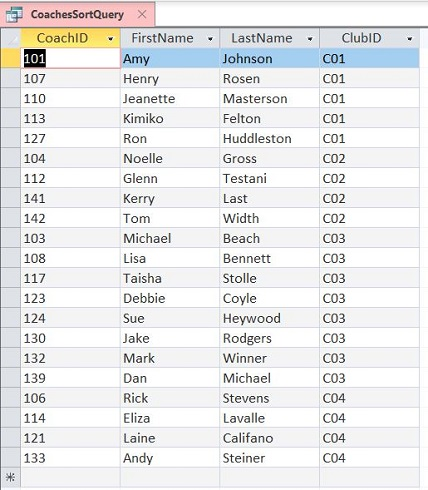 CoachesSortQuery
CoachID FirstName LastName ClubID
101 Amy Johnson C01
107 Henry Rosen C01
110 Jeanette Masterson C01
113 Kimiko Felton C01
127 Ron Huddleston C01
104 Noelle Gross C02
112 Glenn Testani C02
141 Kerry Last C02
142 Tom Width C02
103 Michael Beach C03
108 Lisa Bennett C03
117 Taisha Stolle C03
123 Debbie Coyle C03
124 Sue Heywood C03
130 Jake Rodgers C03
132 Mark Winner C03
139 Dan Michael C03
106 Rick Stevens C04
114 Eliza Lavalle C04
121 Laine Califano C04
133 Andy Steiner C04